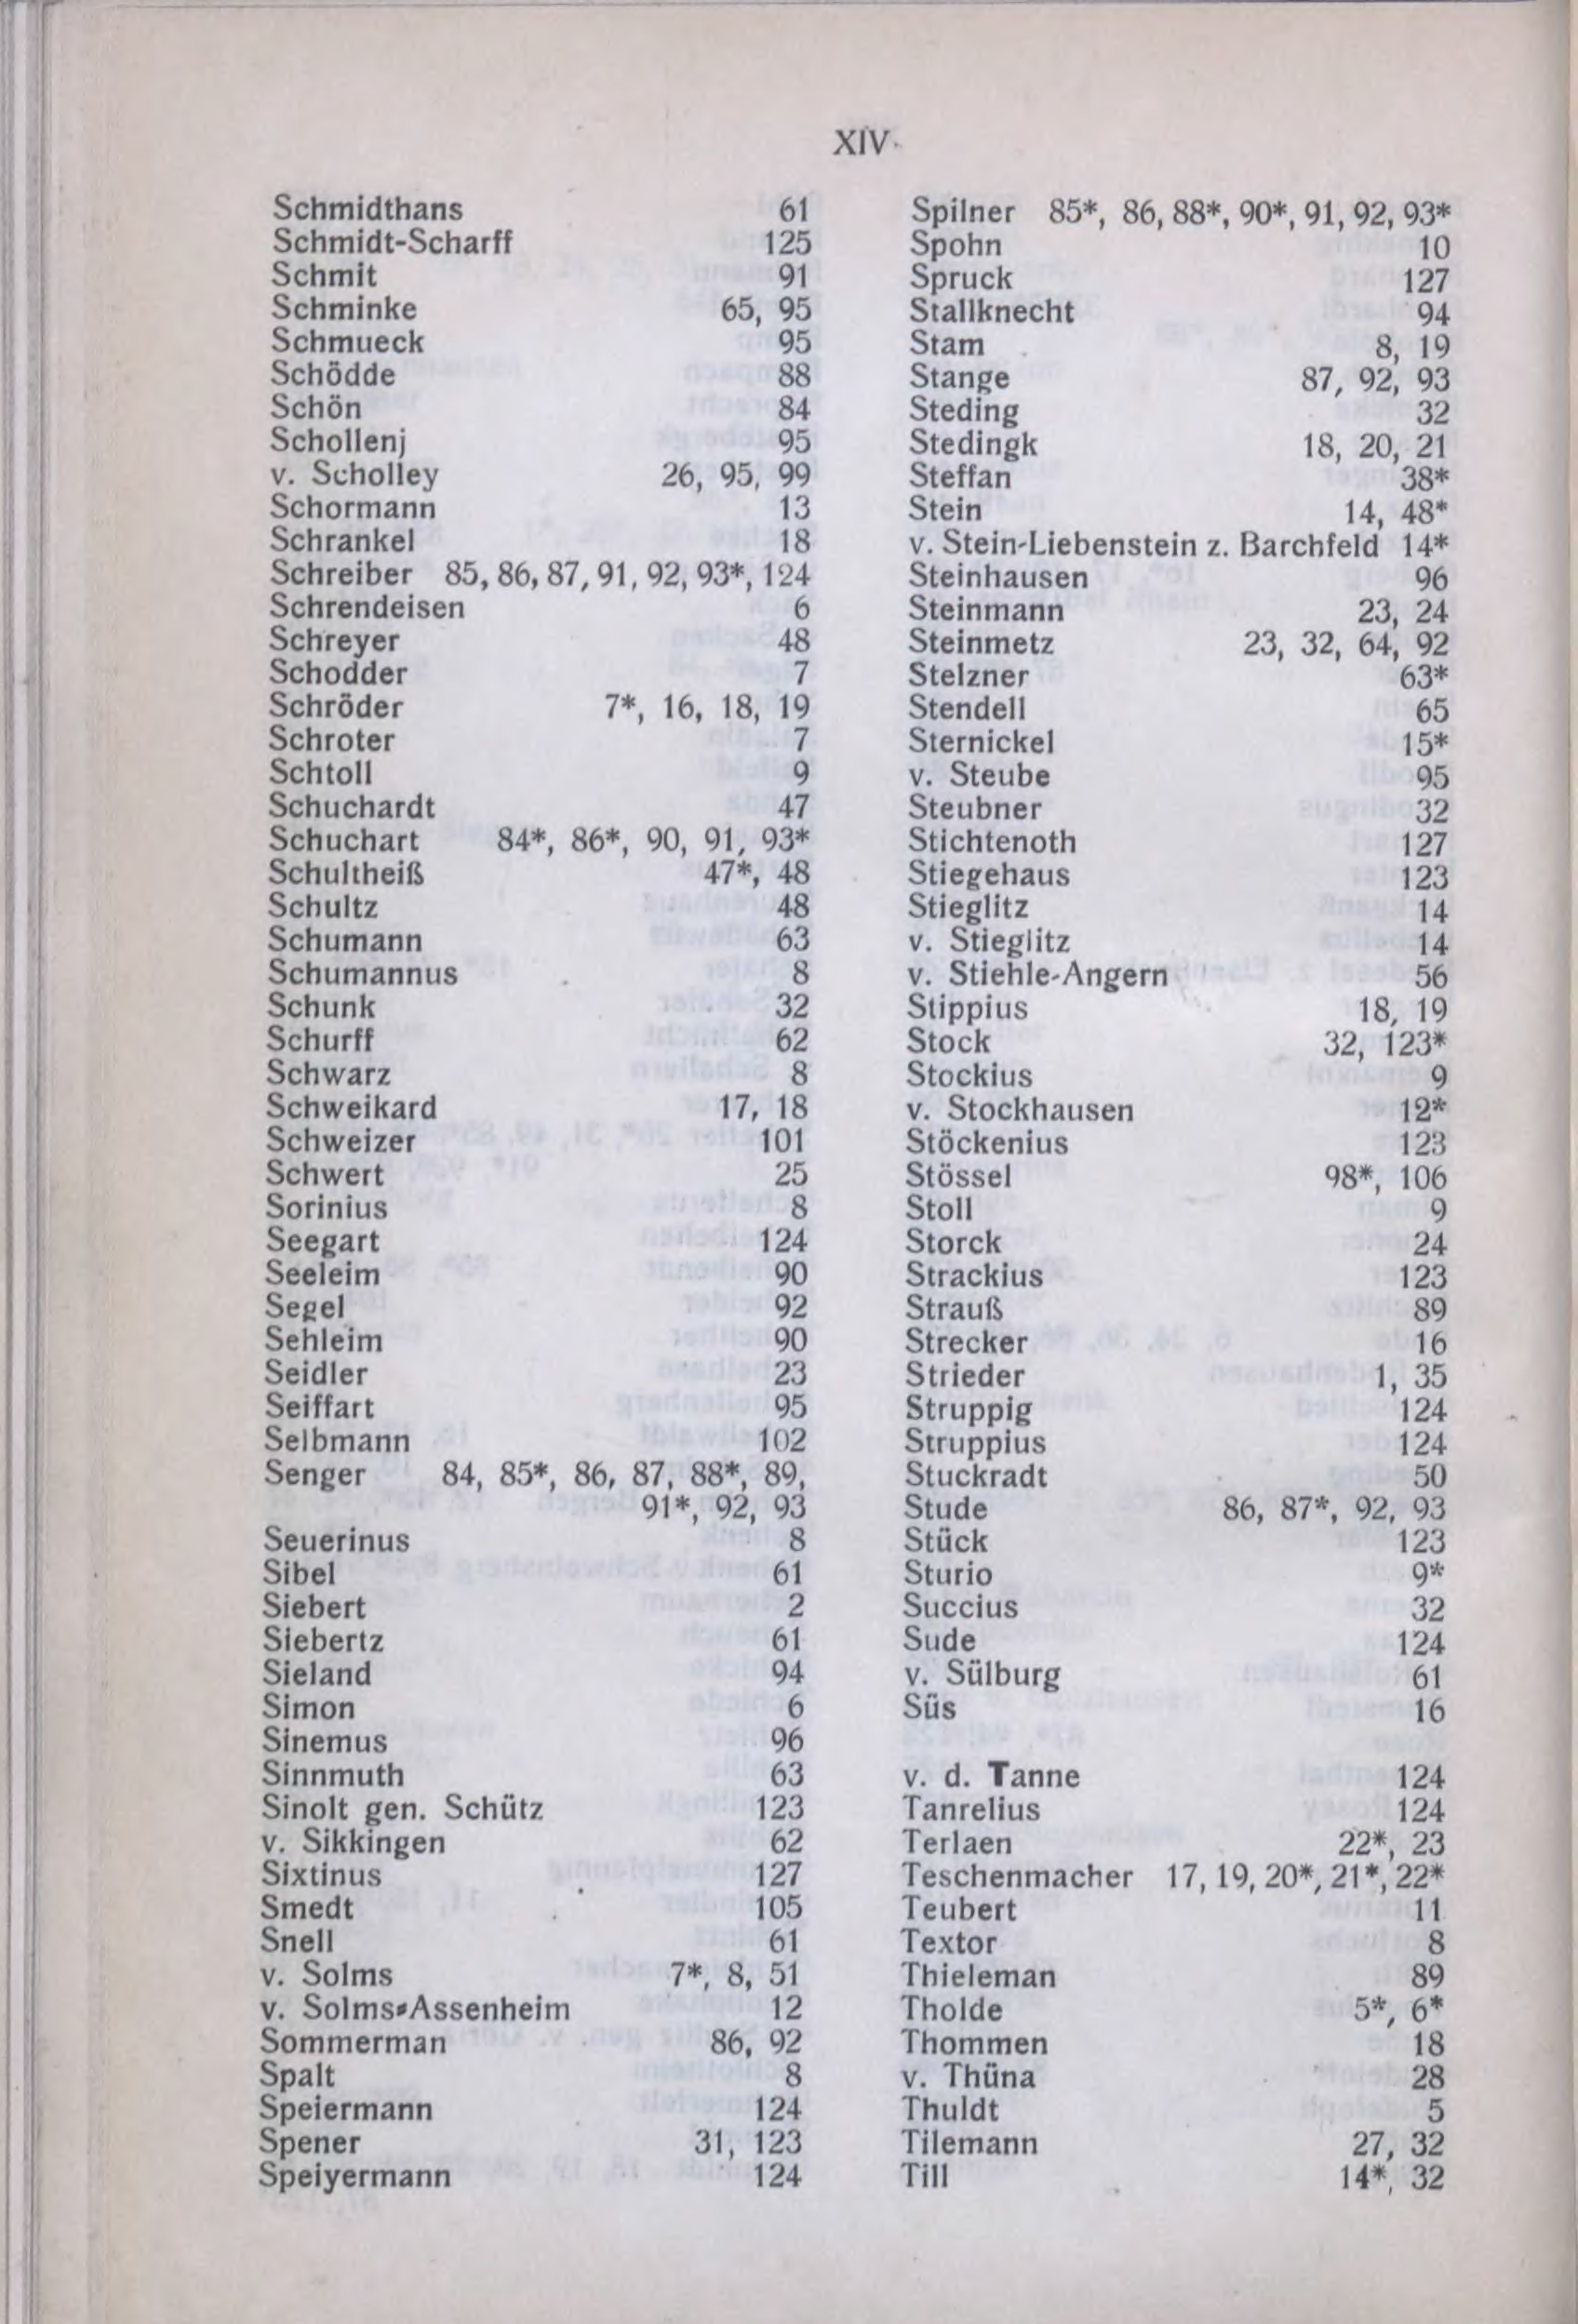 XIV
Schmidthans 61
Schmidt-Scharff 125
Schmit 91
Schminke 65, 95
Schmueck 95
Schödde 88
Schön 84
Schollenj 95
v. Scholley 26, 95, 99
Schormann 13
Schrankel 18
Schreiber 85, 86, 87, 91, 92, 93*, 124
Schrendeisen 6
Schreyer 48
Schodder 7
Schröder 7*, 16, 18, 19
Schroter 7
Schtoll 9
Schuchardt 47
Schuchart 84*, 86*, 90, 91, 93*
Schultheiß 47*, 48
Schultz 48
Schumann 63
Schumannus 8
Schunk 32
Schurff 62
Schwarz 8
Schweikard 17, 18
Schweizer 101
Schwert 25
Sorinius 8
Seegart 124
Seeleim 90
Segel 92
Sehleim 90
Seidler 23
Seiffart 95
Selbmann 102
Senger 84, 85*, 86, 87, 88*, 89,
91*, 92, 93
Seuerinus 8
Sibel 61
Siebert 2
Siebertz 61
Sieland 94
Simon 6
Sinemus 96
Sinnmuth 63
Sinolt gen. Schütz 123
v. Sikkingen 62
Sixtinus 127
Smedt 105
Snell 61
v. Solms 7*, 8, 51
v. Solms-Assenheim 12
Sommerman 86, 92
Spalt 8
Speiermann 124
Spener 31, 123
Speiyermann 124
Spilner 85*, 86, 88*, 90*, 91, 92, 93*
Spohn 10
Spruck 127
Stallknecht 94
Stam 8, 19
Stange 87, 92, 93
Steding 32
Stedingk 18, 20, 21
Steffan 38*
Stein 14, 48*
v. Stein-Liebenstein z. Barchfeld 14*
Steinhausen 96
Steinmann 23, 24
Steinmetz 23, 32, 64, 92
Stelzner 63*
Stendell 65
Sternickel 15*
v. Steube 95
Steubner 32
Stichtenoth 127
Stiegehaus 123
Stieglitz 14
v. Stieglitz 14
v. Stiehle-Angern 56
Stippius 18, 19
Stock 32, 123*
Stockius 9
v. Stockhausen 12*
Stöckenius 123
Stössel 98*, 106
Stoll 9
Storck 24
Strackius 123
Strauß 89
Strecker 16
Strieder 1, 35
Struppig 124
Struppius 124
Stuckradt 50
Stude 86, 87*, 92, 93
Stück 123
Sturio 9*
Succius 32
Sude 124
v. Sülburg 61
Süs 16
v. d. Tanne 124
Tanrelius 124
Terlaen 22*, 23
Teschenmacher 17, 19, 20*, 21*, 22*
Teubert 11
Textor 8
Thieleman 89
Tholde 5*, 6*
Thommen 18
v. Thüna 28
Thuldt 5
Tilemann 27, 32
Till 14*, 32